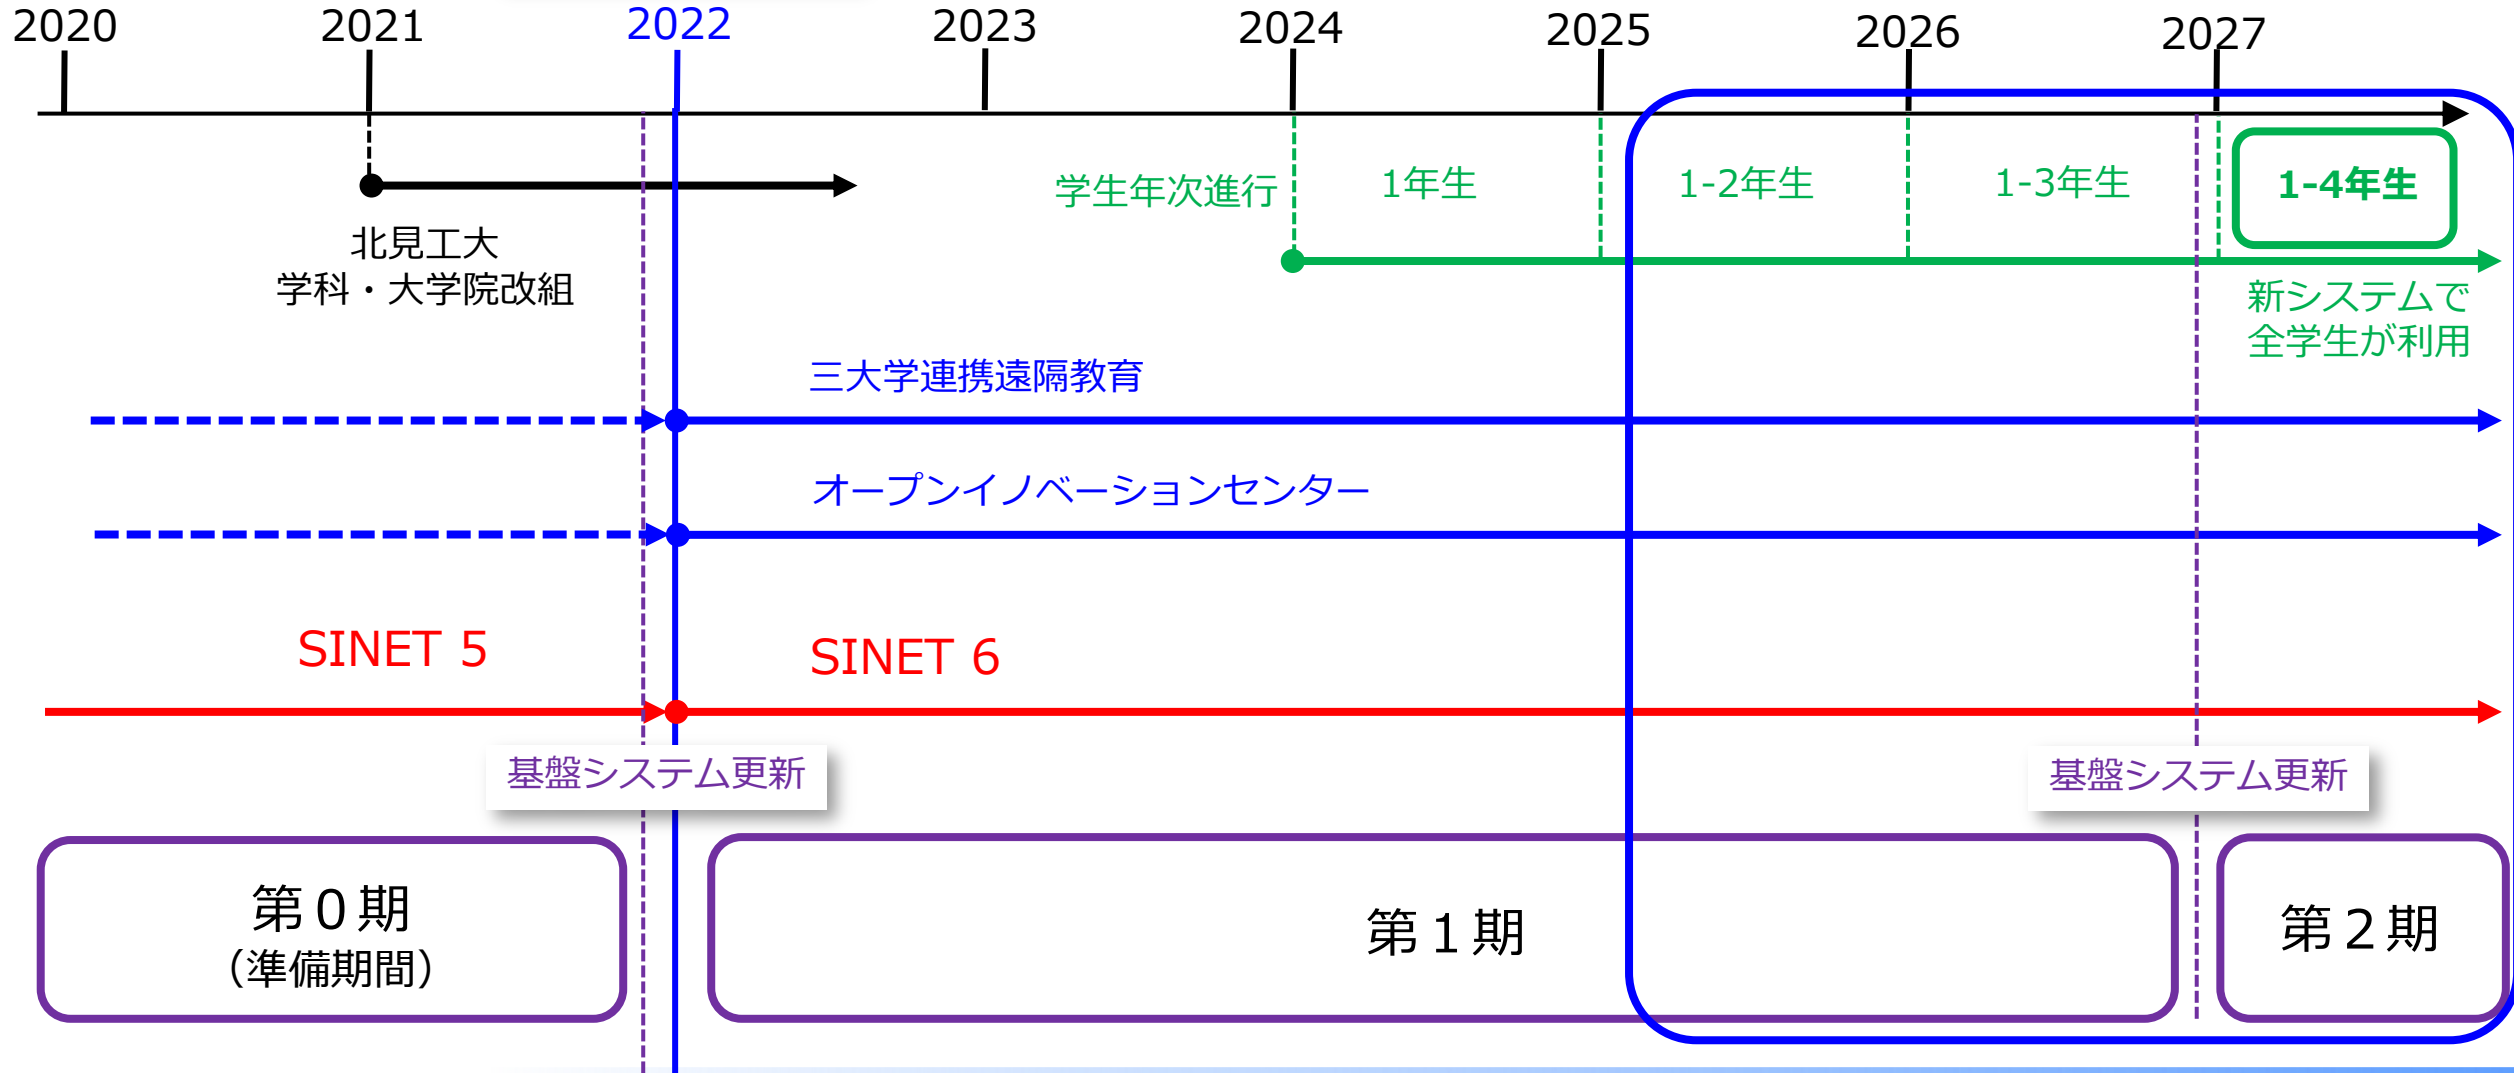 2020 2021 2022 2023 2024 2025 2026 2027
学生年次進行 1年生 1-2年生 1-3年生 1-4年生
北見工大
学科・大学院改組
新システムで
全学生が利用
三大学連携遠隔教育
オープンイノベーションセンター
SINET 5 SINET 6
基盤システム更新 基盤システム更新
第０期
（準備期間）
第１期
第２期